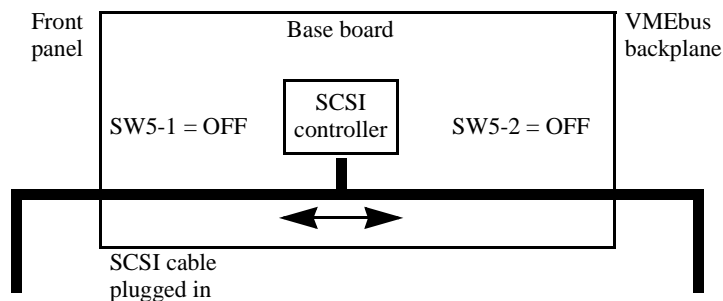 Front
panel
Base board
VMEbus
backplane
SCSI
controller
SW5-1 = OFF
SW5-2 = OFF
SCSI cable
plugged in